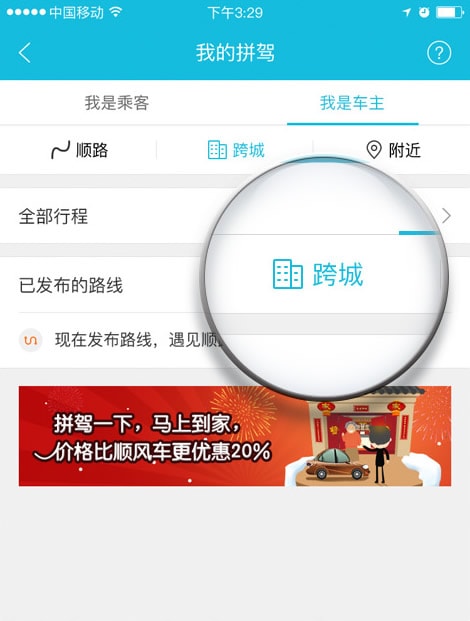 中国移动
下午3:29
我的拼驾
?
我是乘客
我是车主
顺路
跨城
附近
全部行程
跨城
已发布的路线
现在发布路线，遇见顺
拼驾一下，马上到家，
价格比顺风车更优惠20%